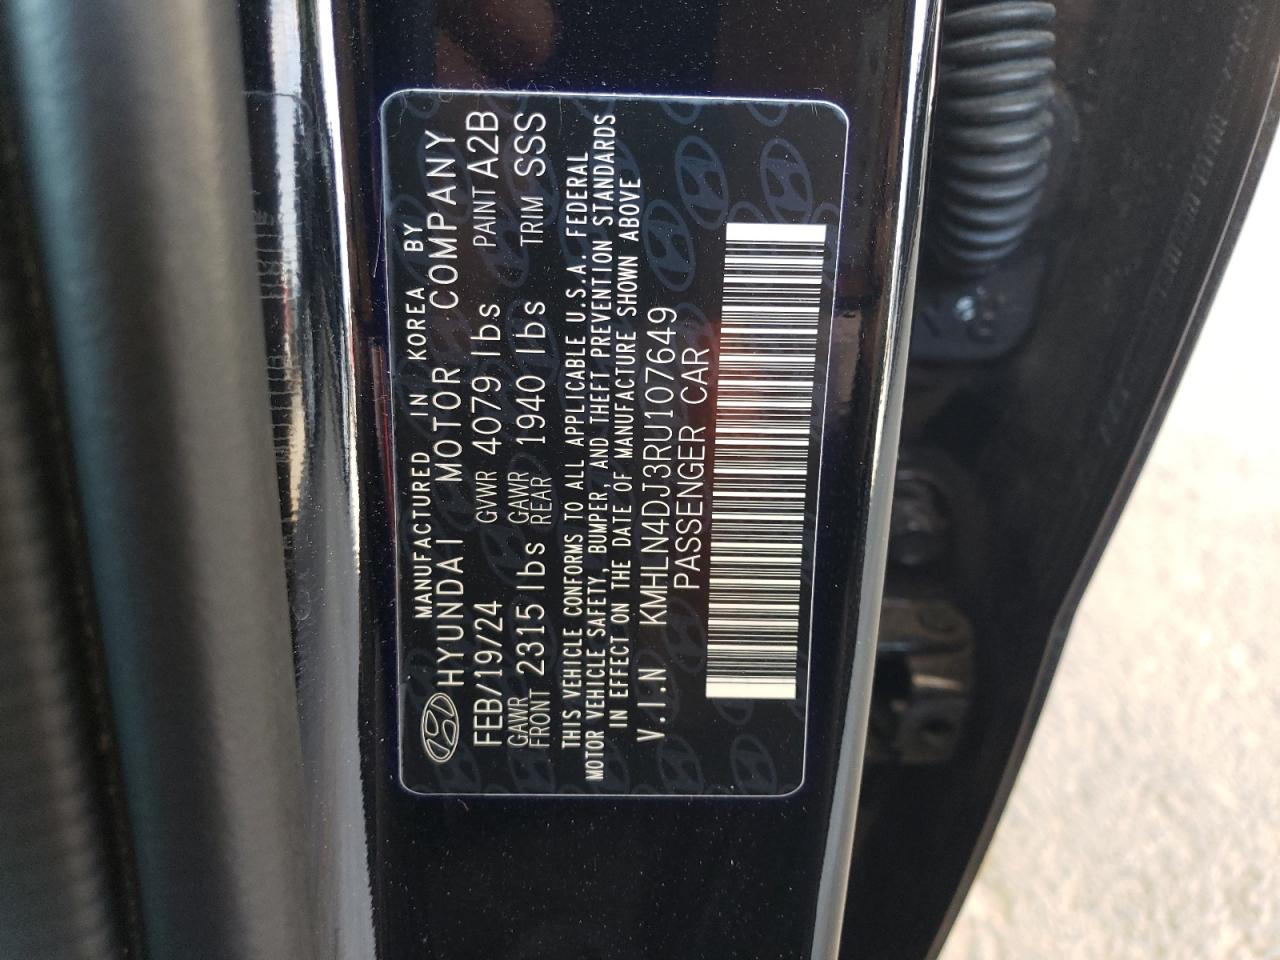 MANUFACTURED IN KOREA BY
HYUNDAI MOTOR COMPANY
FEB/19/24 GVWR 4079 lbs PAINT A2B
GAWR FRONT 2315 lbs GAWR REAR 1940 lbs TRIM SSS
THIS VEHICLE CONFORMS TO ALL APPLICABLE U.S.A. FEDERAL
MOTOR VEHICLE SAFETY, BUMPER, AND THEFT PREVENTION STANDARDS
IN EFFECT ON THE DATE OF MANUFACTURE SHOWN ABOVE
V.I.N KMHLN4DJ3RU107649
PASSENGER CAR